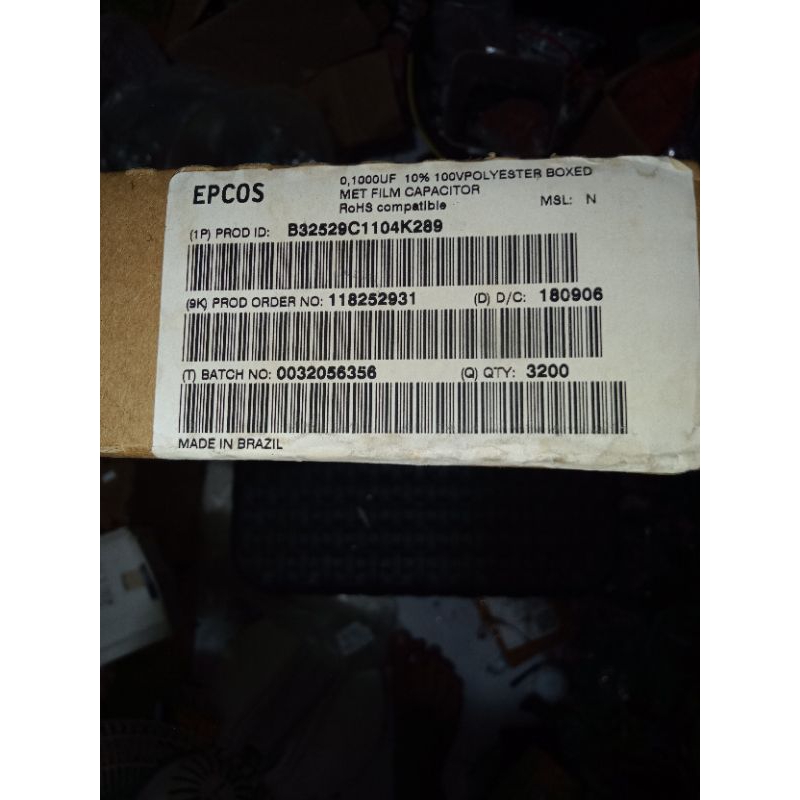 EPCOS
0,1000UF 10% 100VPOLYESTER BOXED
MET FILM CAPACITOR
RoHS compatible
MSL: N
(1P) PROD ID: B32529C1104K289
(9K) PROD ORDER NO: 118252931 (D) D/C: 180906
(T) BATCH NO: 0032056356 (Q) QTY: 3200
MADE IN BRAZIL